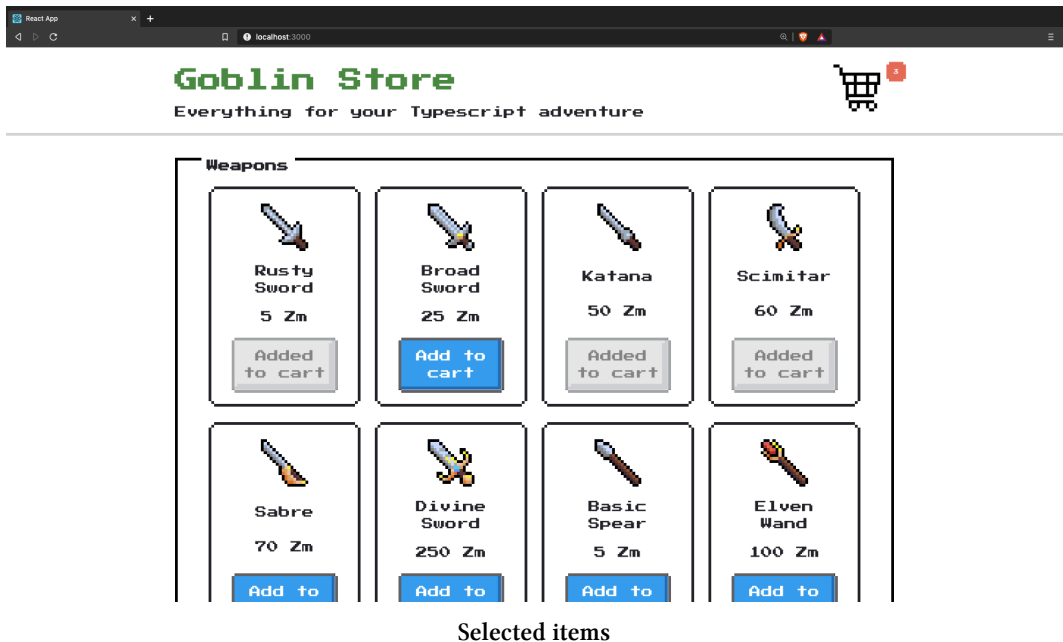 React App
localhost:3000
Goblin Store
3
Everything for your Typescript adventure
Weapons
Rusty
Sword
5 Zm
Added
to cart
Broad
Sword
25 Zm
Add to
cart
Katana
50 Zm
Added
to cart
Scimitar
60 Zm
Added
to cart
Sabre
70 Zm
Add to
Divine
Sword
250 Zm
Add to
Basic
Spear
5 Zm
Add to
Elven
Wand
100 Zm
Add to
Selected items